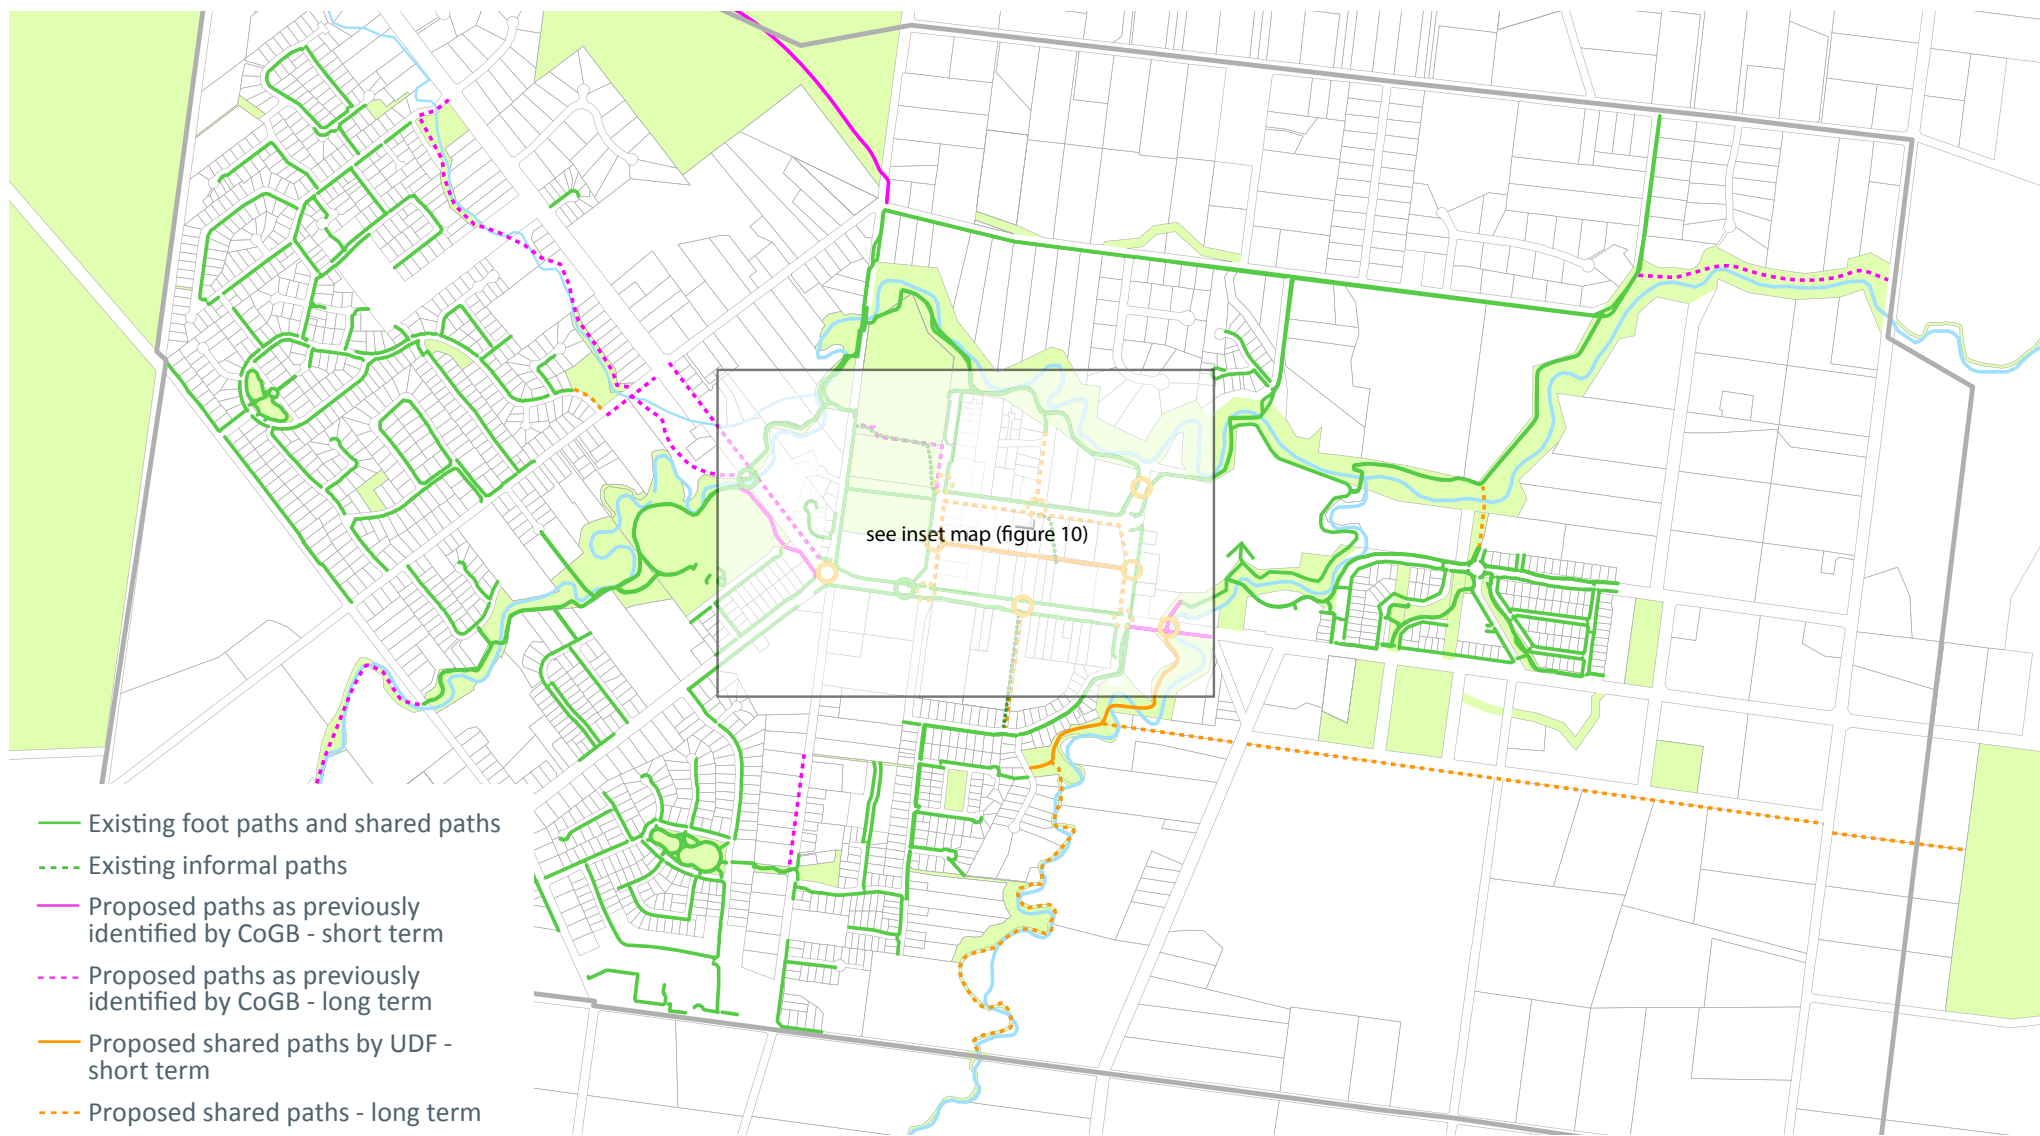 see inset map (figure 10)
Existing foot paths and shared paths
Existing informal paths
Proposed paths as previously
identified by CoGB - short term
Proposed paths as previously
identified by CoGB - long term
Proposed shared paths by UDF -
short term
Proposed shared paths - long term